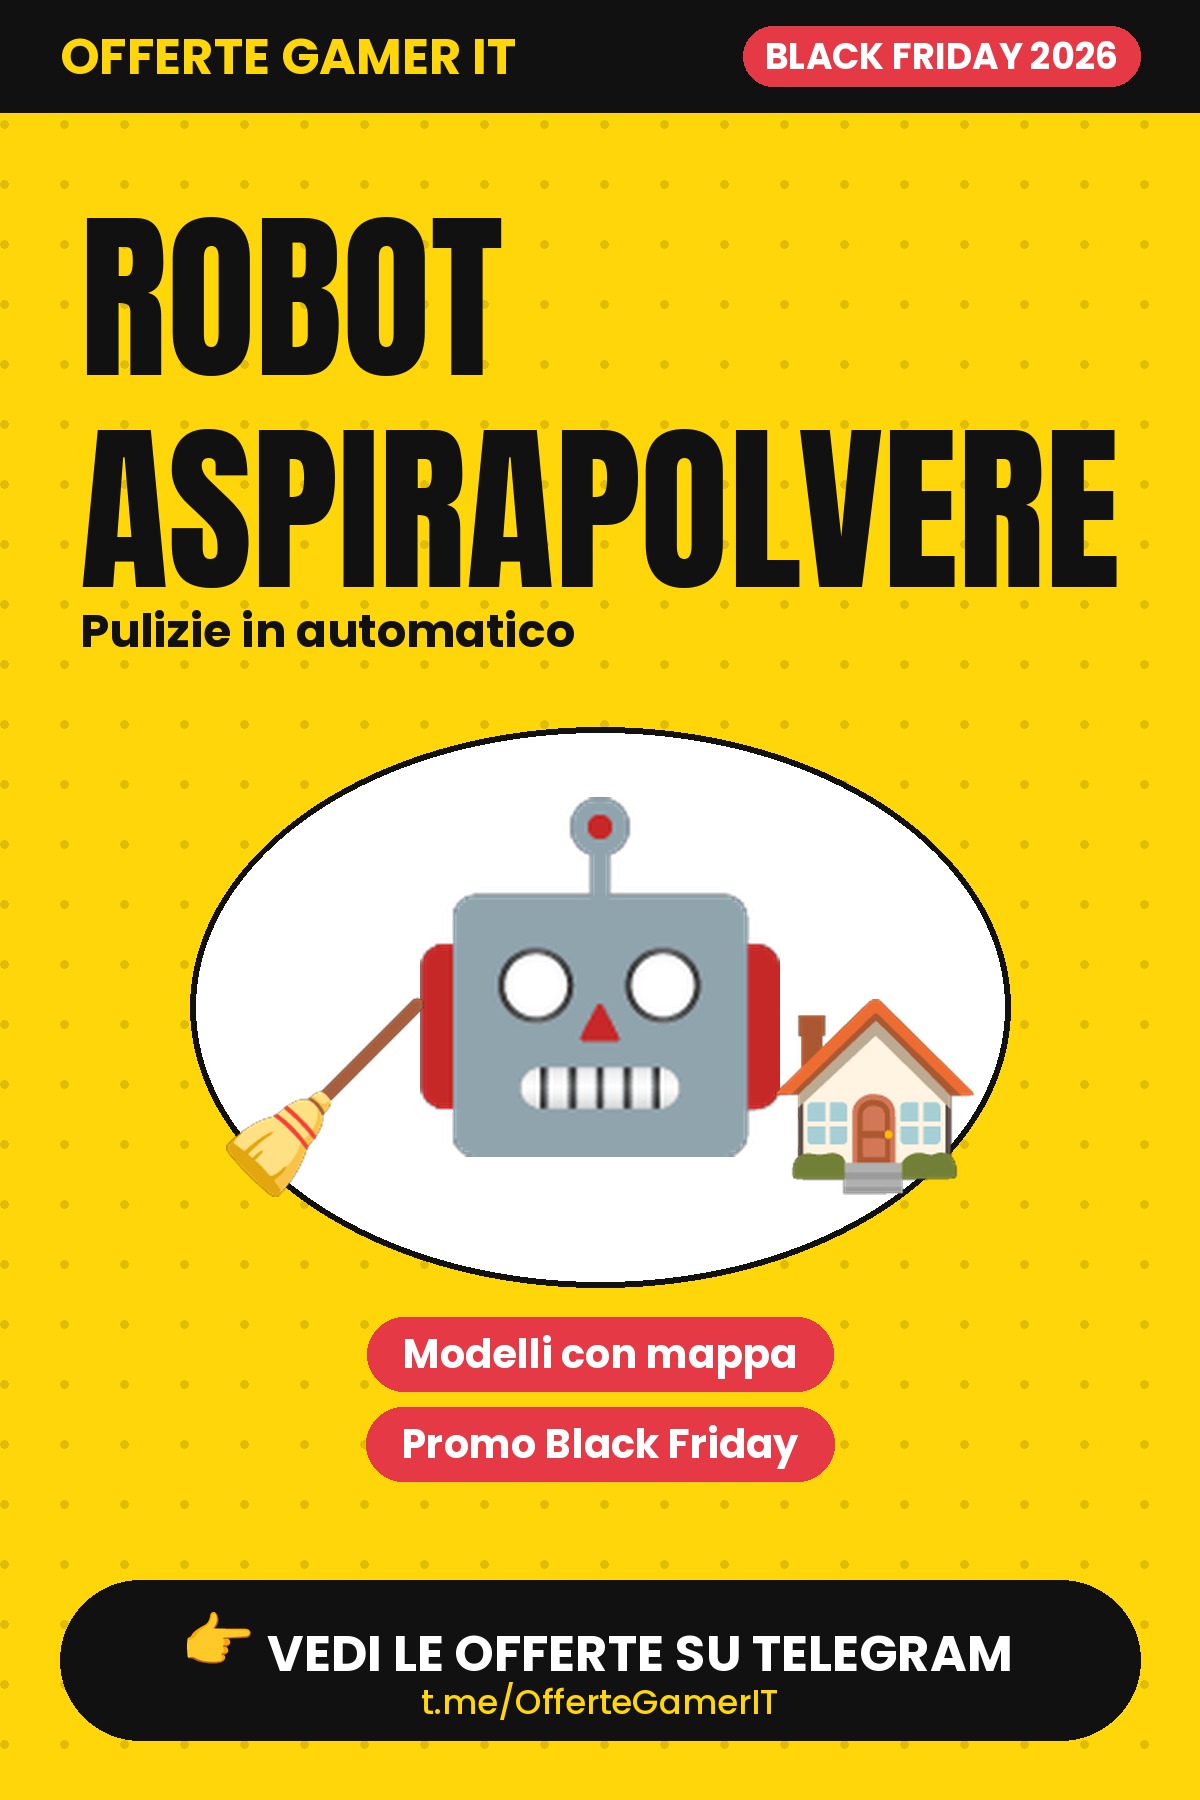 OFFERTE GAMER IT
BLACK FRIDAY 2026
ROBOT
ASPIRAPOLVERE
Pulizie in automatico
Modelli con mappa
Promo Black Friday
VEDI LE OFFERTE SU TELEGRAM
t.me/OfferteGamerIT